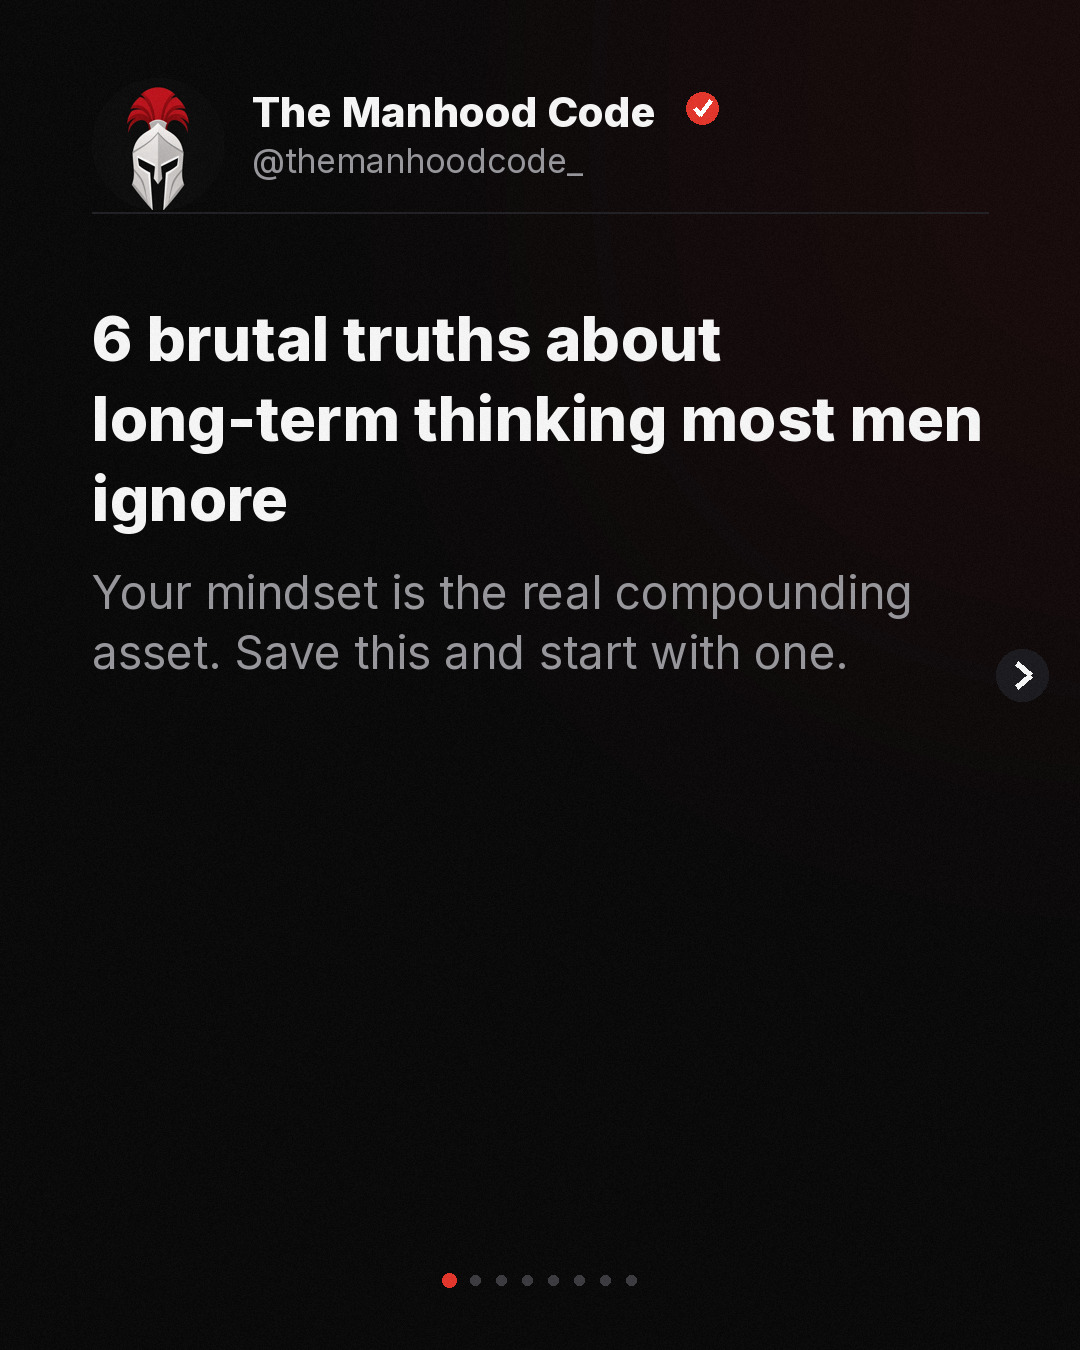 The Manhood Code
@themanhoodcode_
6 brutal truths about
long-term thinking most men
ignore
Your mindset is the real compounding
asset. Save this and start with one.